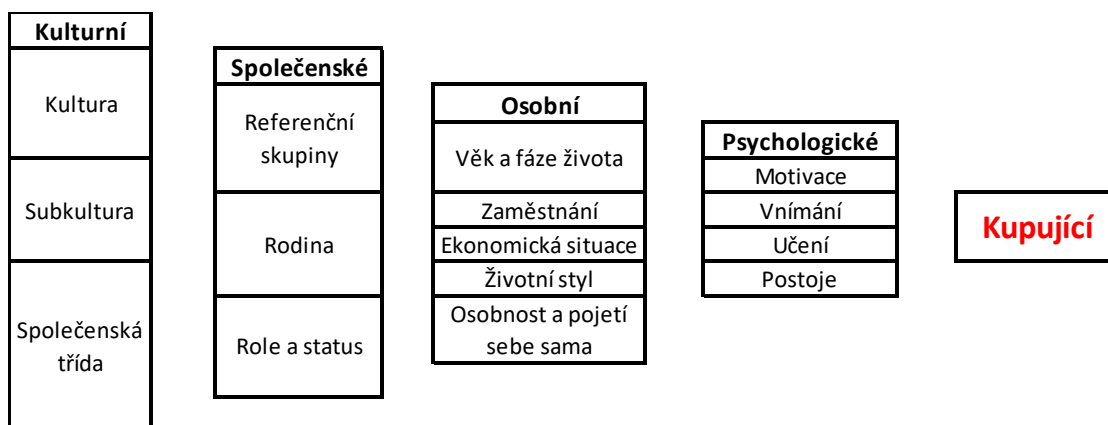 Kulturní
Kultura
Subkultura
Společenská
třída
Společenské
Referenční
skupiny
Rodina
Role a status
Osobní
Věk a fáze života
Zaměstnání
Ekonomická situace
Životní styl
Osobnost a pojetí
sebe sama
Psychologické
Motivace
Vnímání
Učení
Postoje
Kupující